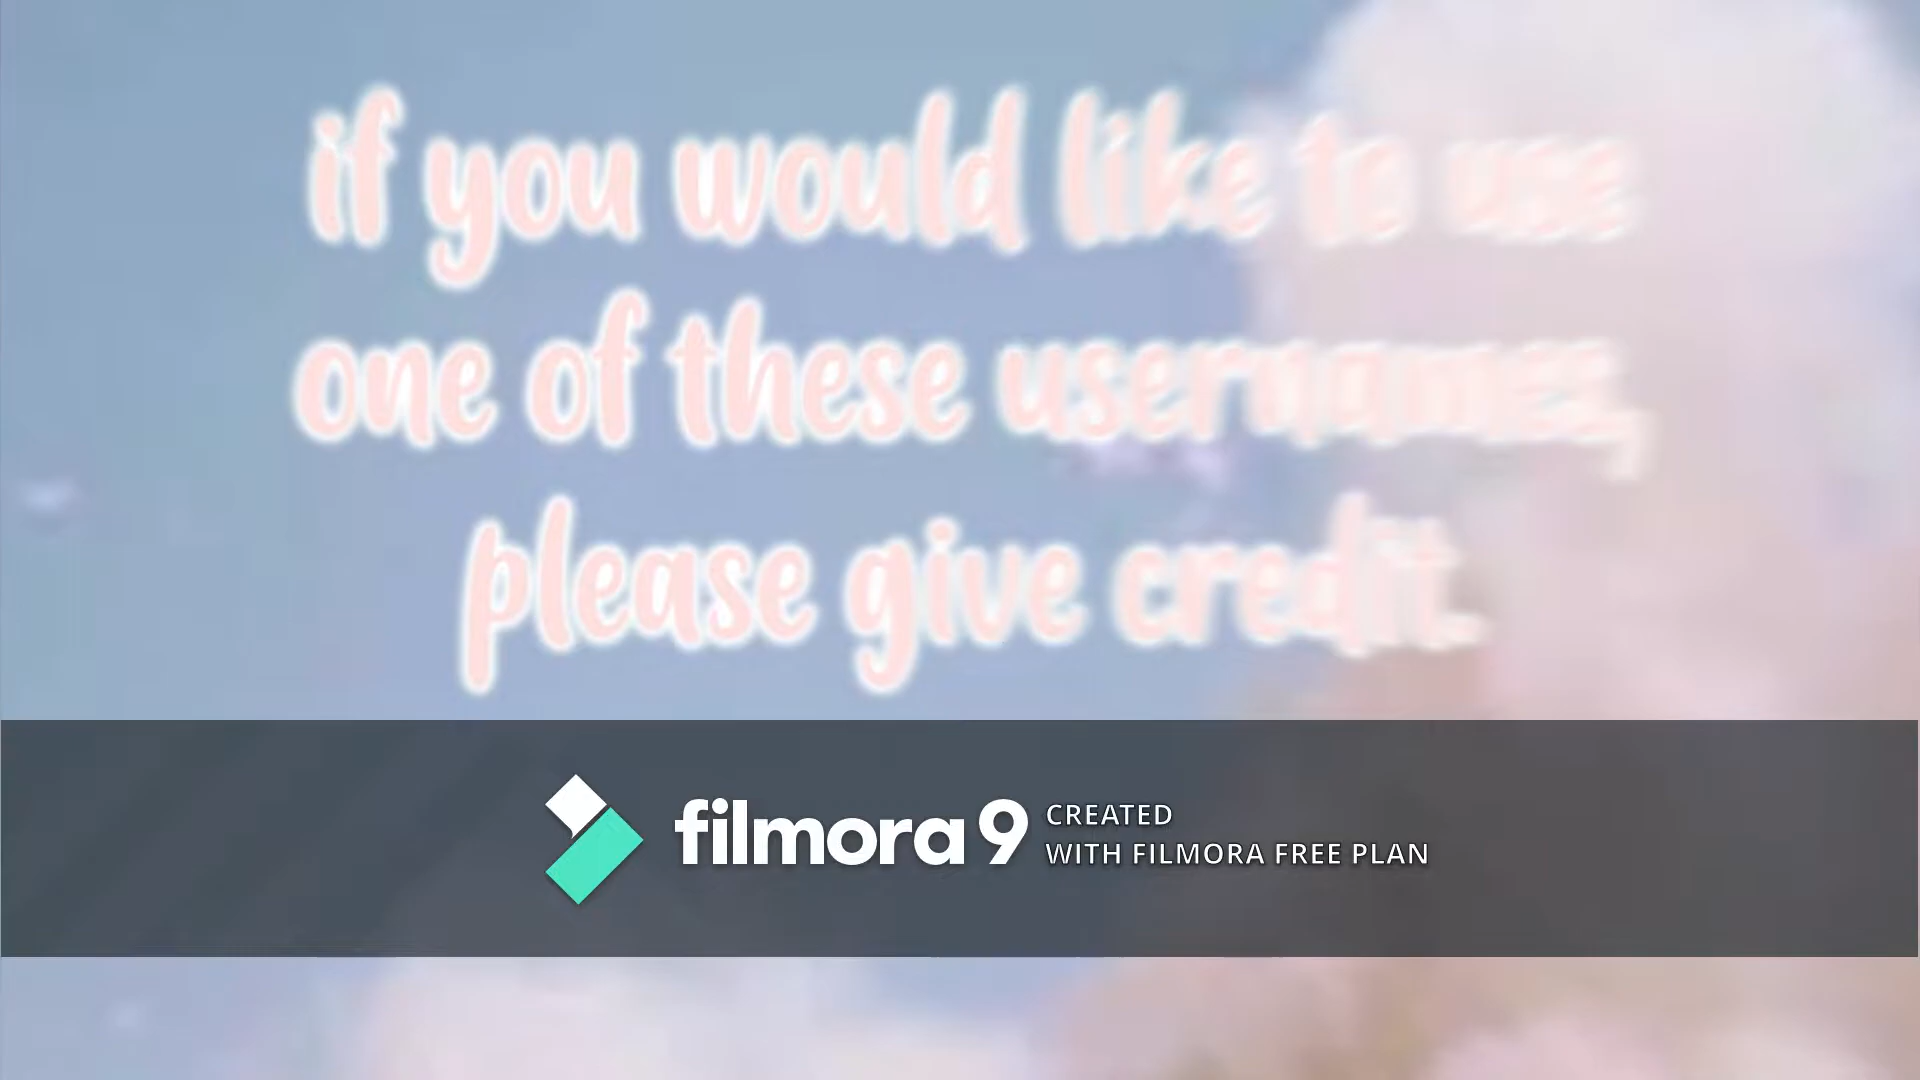 if you would like to use
one of these usernames,
please give credit.
filmora 9 CREATED
WITH FILMORA FREE PLAN